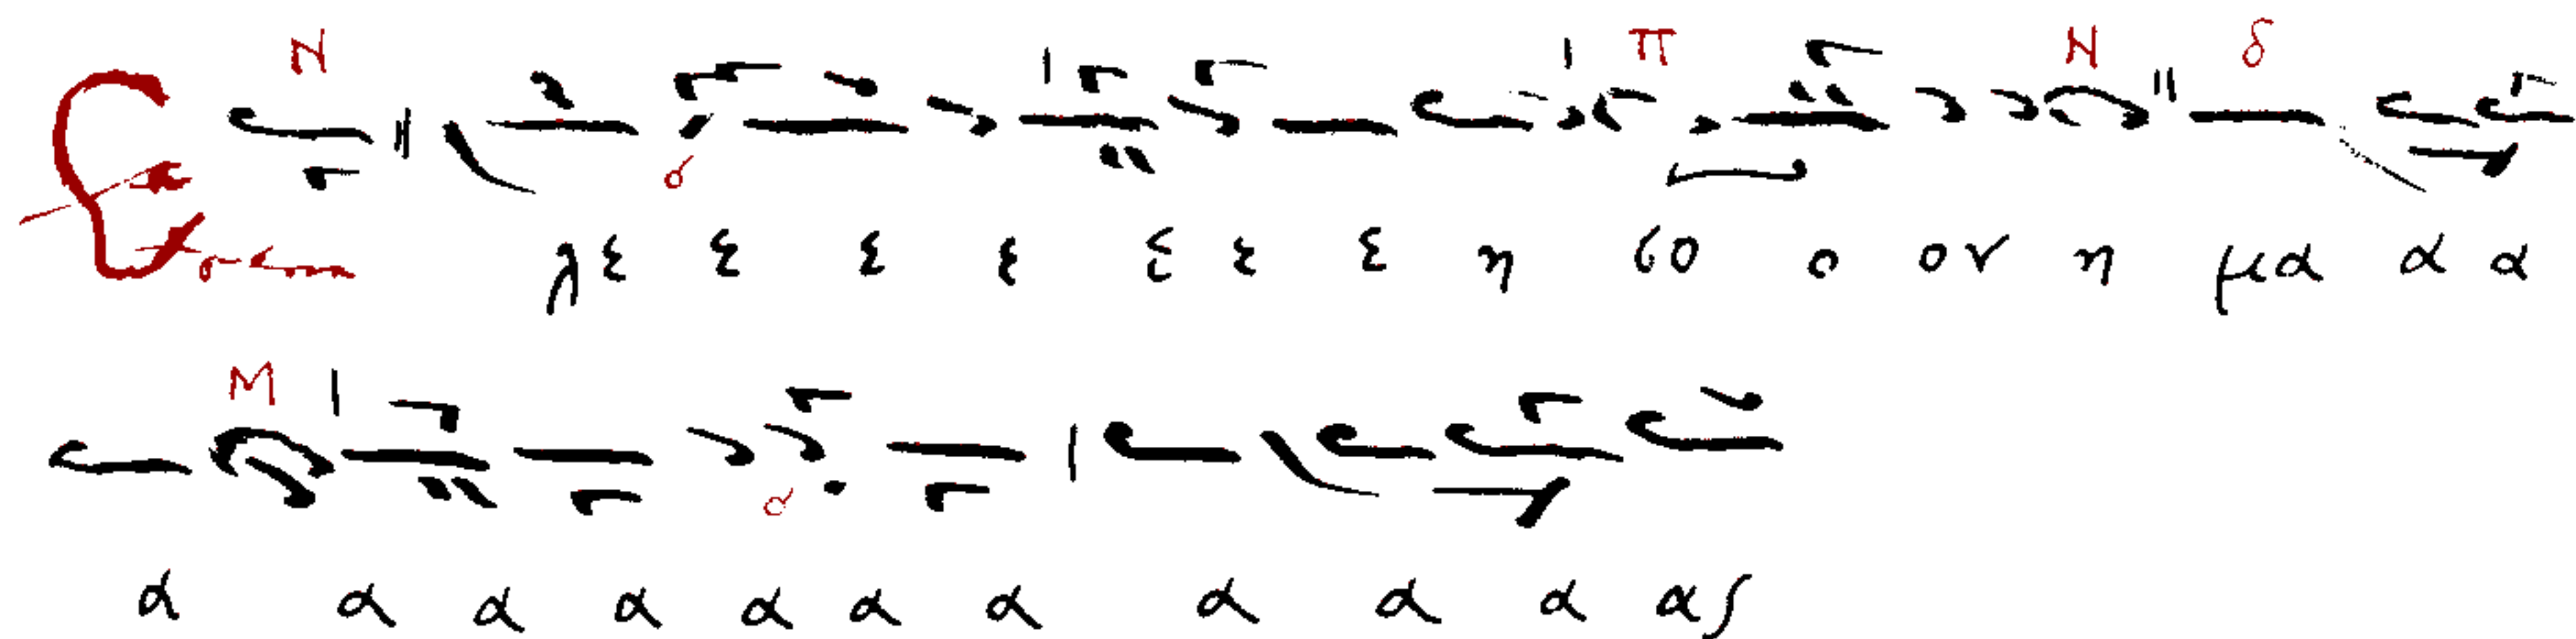 Ν Π Ν δ
Ε λε ε ε ε ε ε ε η σο ο ον η μα α α
Μ
α α α α α α α α α α ας